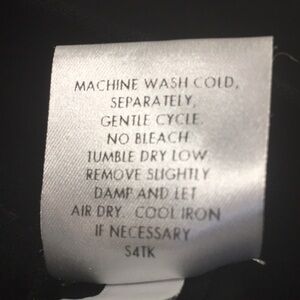 MACHINE WASH COLD,
SEPARATELY,
GENTLE CYCLE.
NO BLEACH
TUMBLE DRY LOW
REMOVE SLIGHTLY
DAMP AND LET
AIR DRY. COOL IRON
IF NECESSARY
S4TK